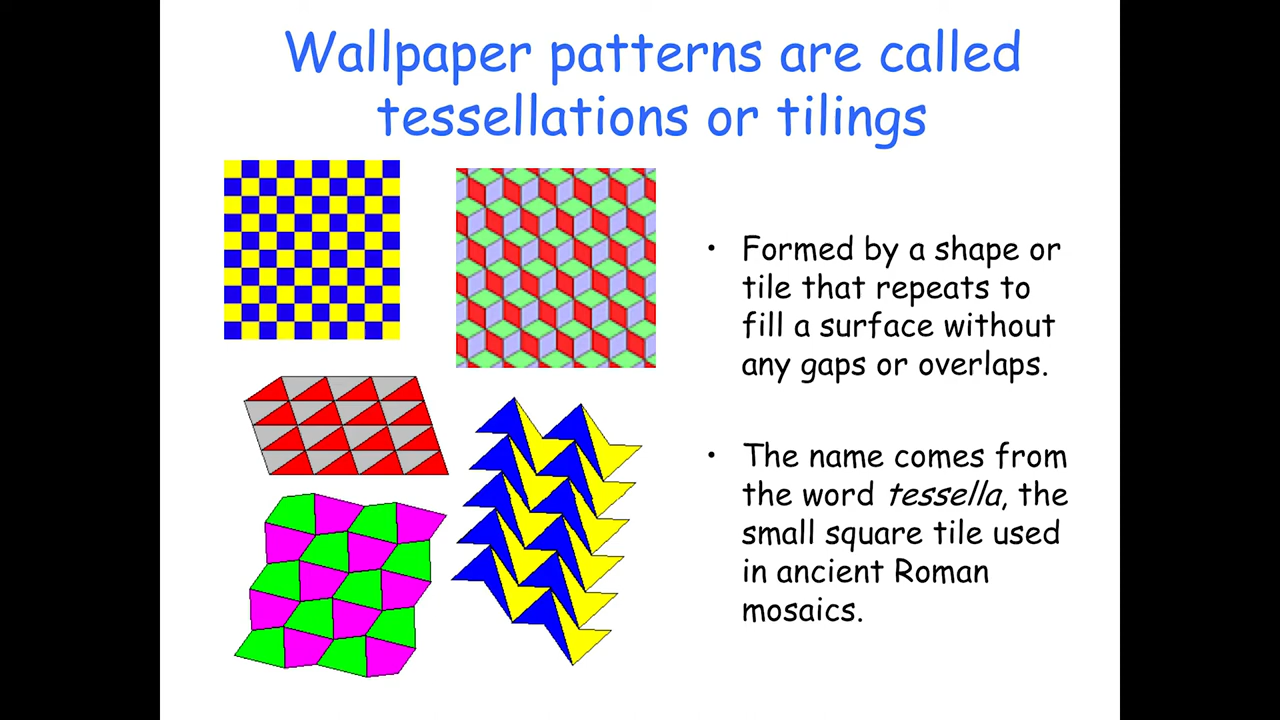 Wallpaper patterns are called
tessellations or tilings
• Formed by a shape or
tile that repeats to
fill a surface without
any gaps or overlaps.
• The name comes from
the word tessella, the
small square tile used
in ancient Roman
mosaics.